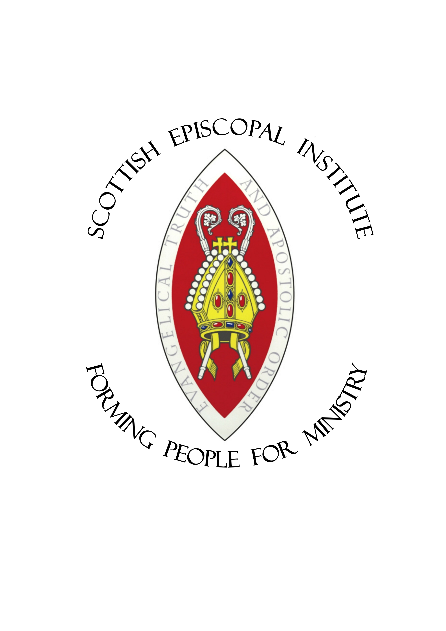 SCOTTISH EPISCOPAL INSTITUTE
EVANGELICAL TRUTH
AND APOSTOLIC ORDER
FORMING PEOPLE FOR MINISTRY